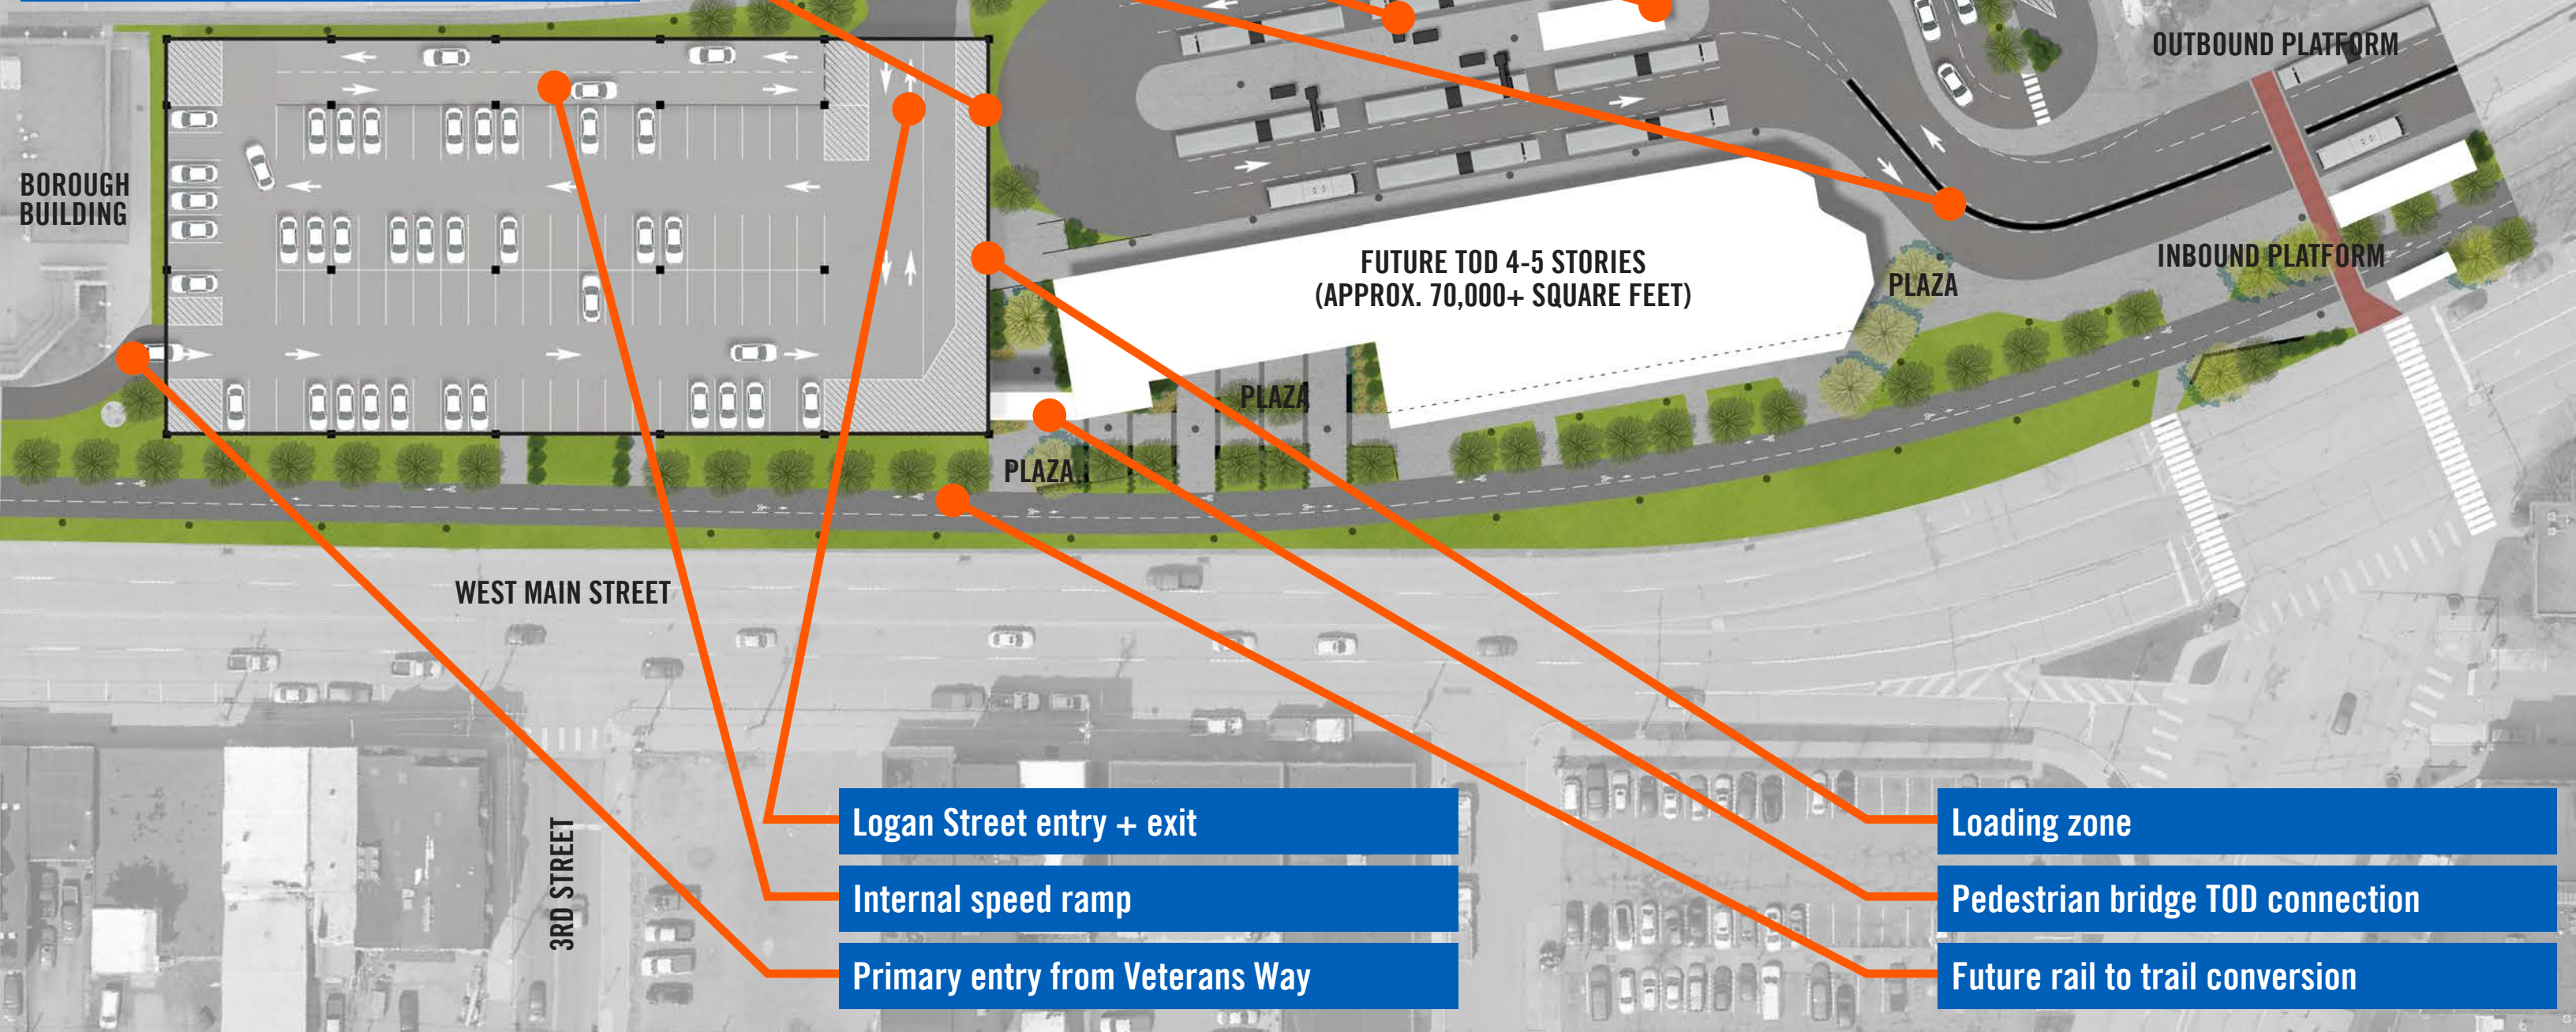 OUTBOUND PLATFORM
BOROUGH
BUILDING
FUTURE TOD 4-5 STORIES
(APPROX. 70,000+ SQUARE FEET)
PLAZA
INBOUND PLATFORM
PLAZA
PLAZA
WEST MAIN STREET
3RD STREET
Logan Street entry + exit
Internal speed ramp
Primary entry from Veterans Way
Loading zone
Pedestrian bridge TOD connection
Future rail to trail conversion